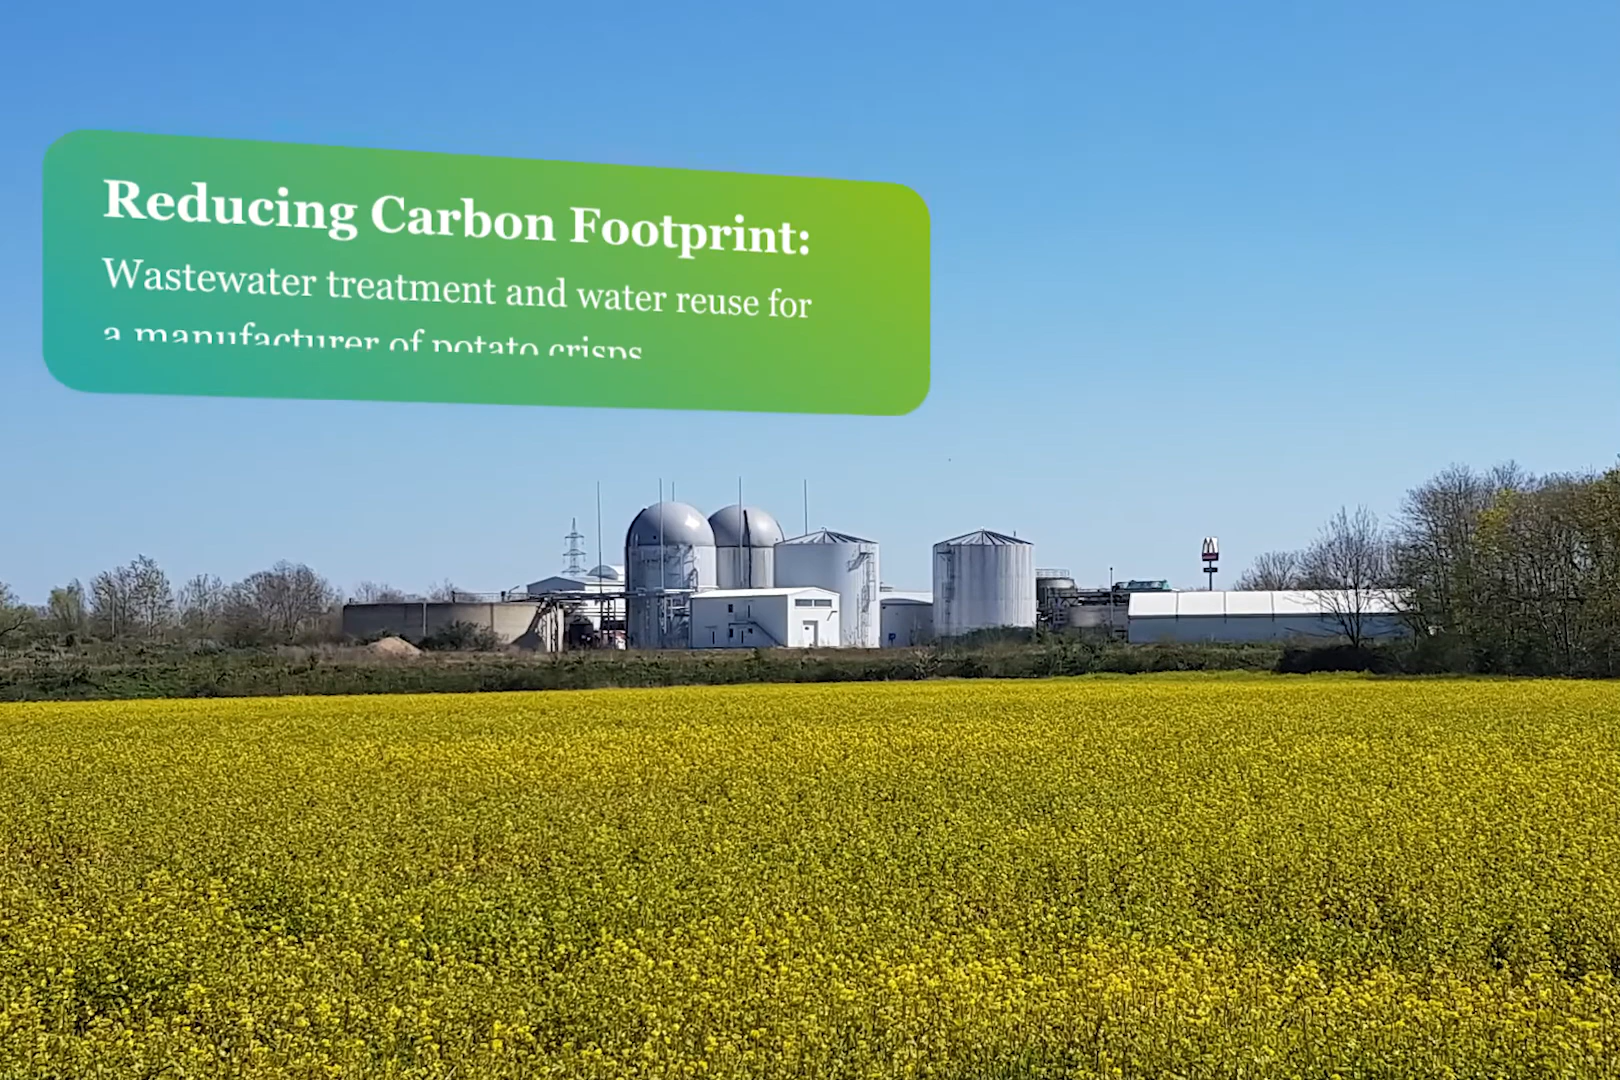 Reducing Carbon Footprint:
Wastewater treatment and water reuse for
a manufacturer of potato crisps